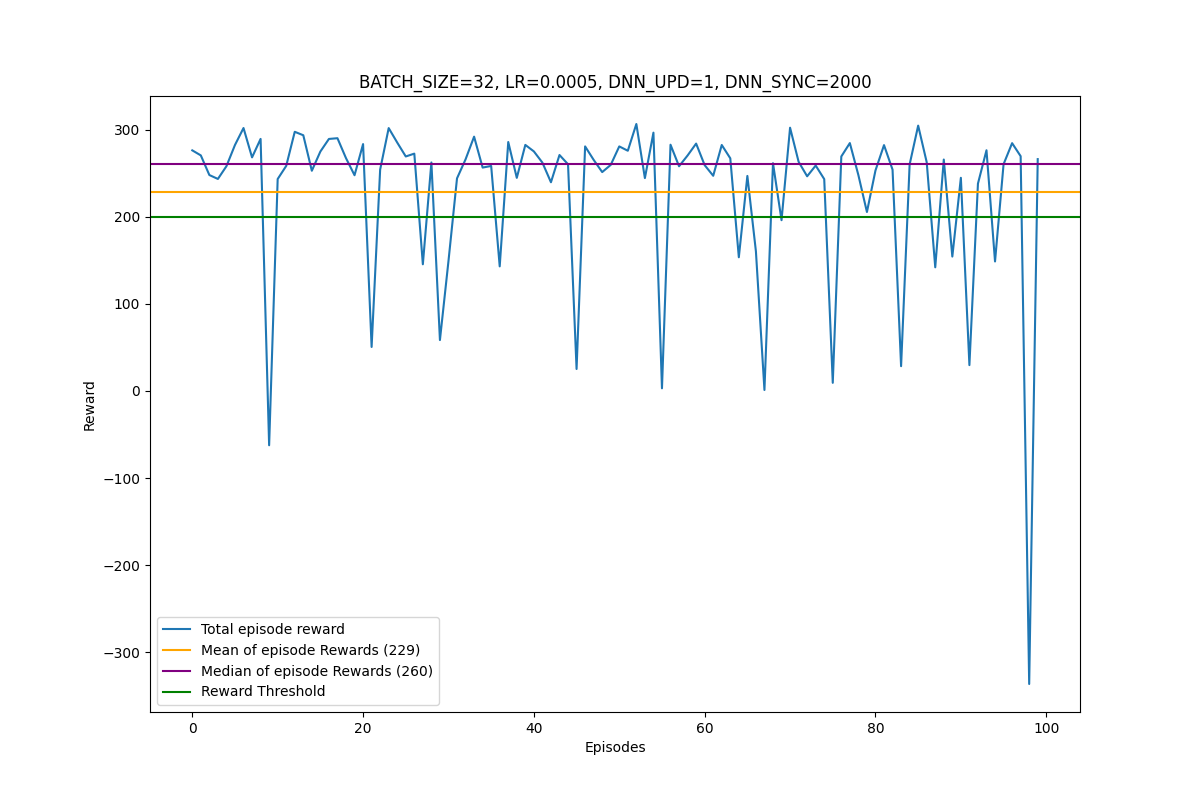 BATCH_SIZE=32, LR=0.0005, DNN_UPD=1, DNN_SYNC=2000
300
200
100
0
−100
−200
−300
Reward
Total episode reward
Mean of episode Rewards (229)
Median of episode Rewards (260)
Reward Threshold
0 20 40 60 80 100
Episodes